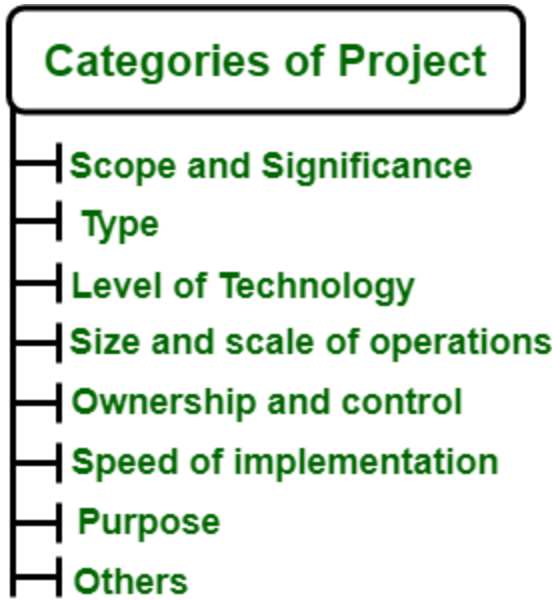 Categories of Project
Scope and Significance
Type
Level of Technology
Size and scale of operations
Ownership and control
Speed of implementation
Purpose
Others